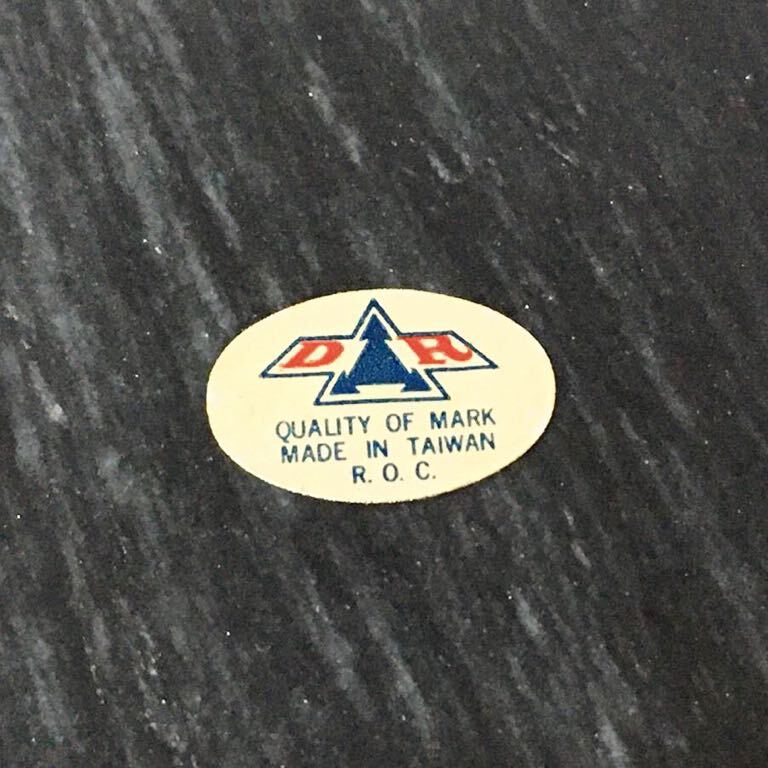 D R
QUALITY OF MARK
MADE IN TAIWAN
R. O. C.